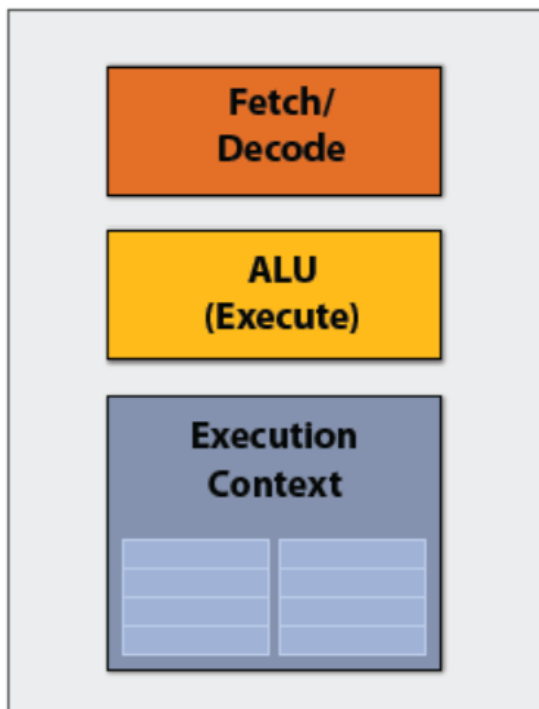 Fetch/
Decode
ALU
(Execute)
Execution
Context